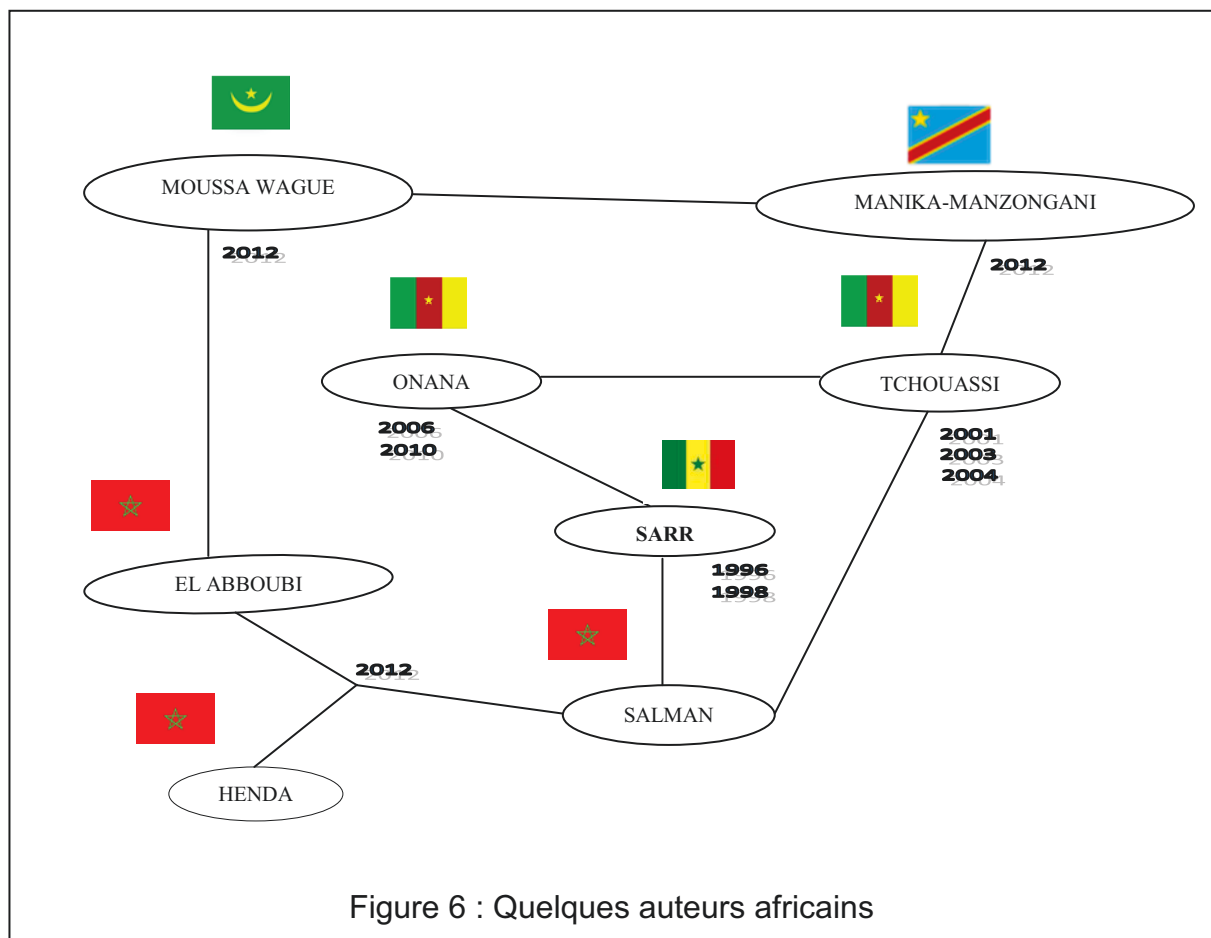 MOUSSA WAGUE
MANIKA-MANZONGANI
2012
2012
ONANA
TCHOUASSI
2006
2010
2001
2003
2004
SARR
1996
1998
EL ABBOUBI
2012
SALMAN
HENDA
Figure 6 : Quelques auteurs africains